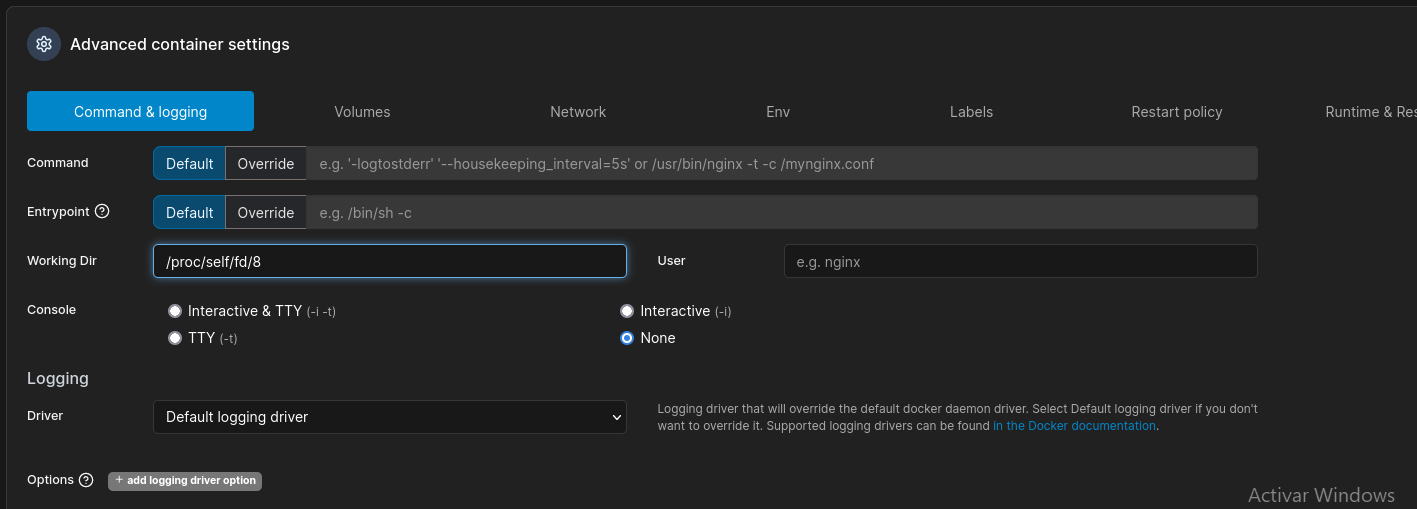 Advanced container settings
Command & logging Volumes Network Env Labels Restart policy Runtime & Res
Command Default Override e.g. '-logtostderr' '--housekeeping_interval=5s' or /usr/bin/nginx -t -c /mynginx.conf
Entrypoint ? Default Override e.g. /bin/sh -c
Working Dir /proc/self/fd/8 User e.g. nginx
Console Interactive & TTY (-i -t) Interactive (-i)
TTY (-t) None
Logging
Driver Default logging driver Logging driver that will override the default docker daemon driver. Select Default logging driver if you don't
want to override it. Supported logging drivers can be found in the Docker documentation.
Options ? + add logging driver option
Activar Windows